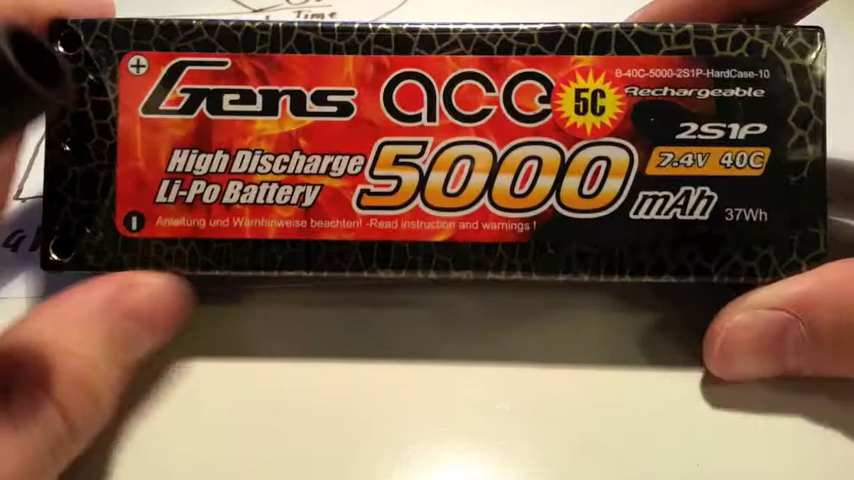 Time
Gens ace
5C
B-40C-5000-2S1P-HardCase-10
Rechargeable
2S1P
7.4V 40C
High Discharge
Li-Po Battery
5000
mAh
37Wh
Anleitung und Warnhinweise beachten! -Read instruction and warnings!